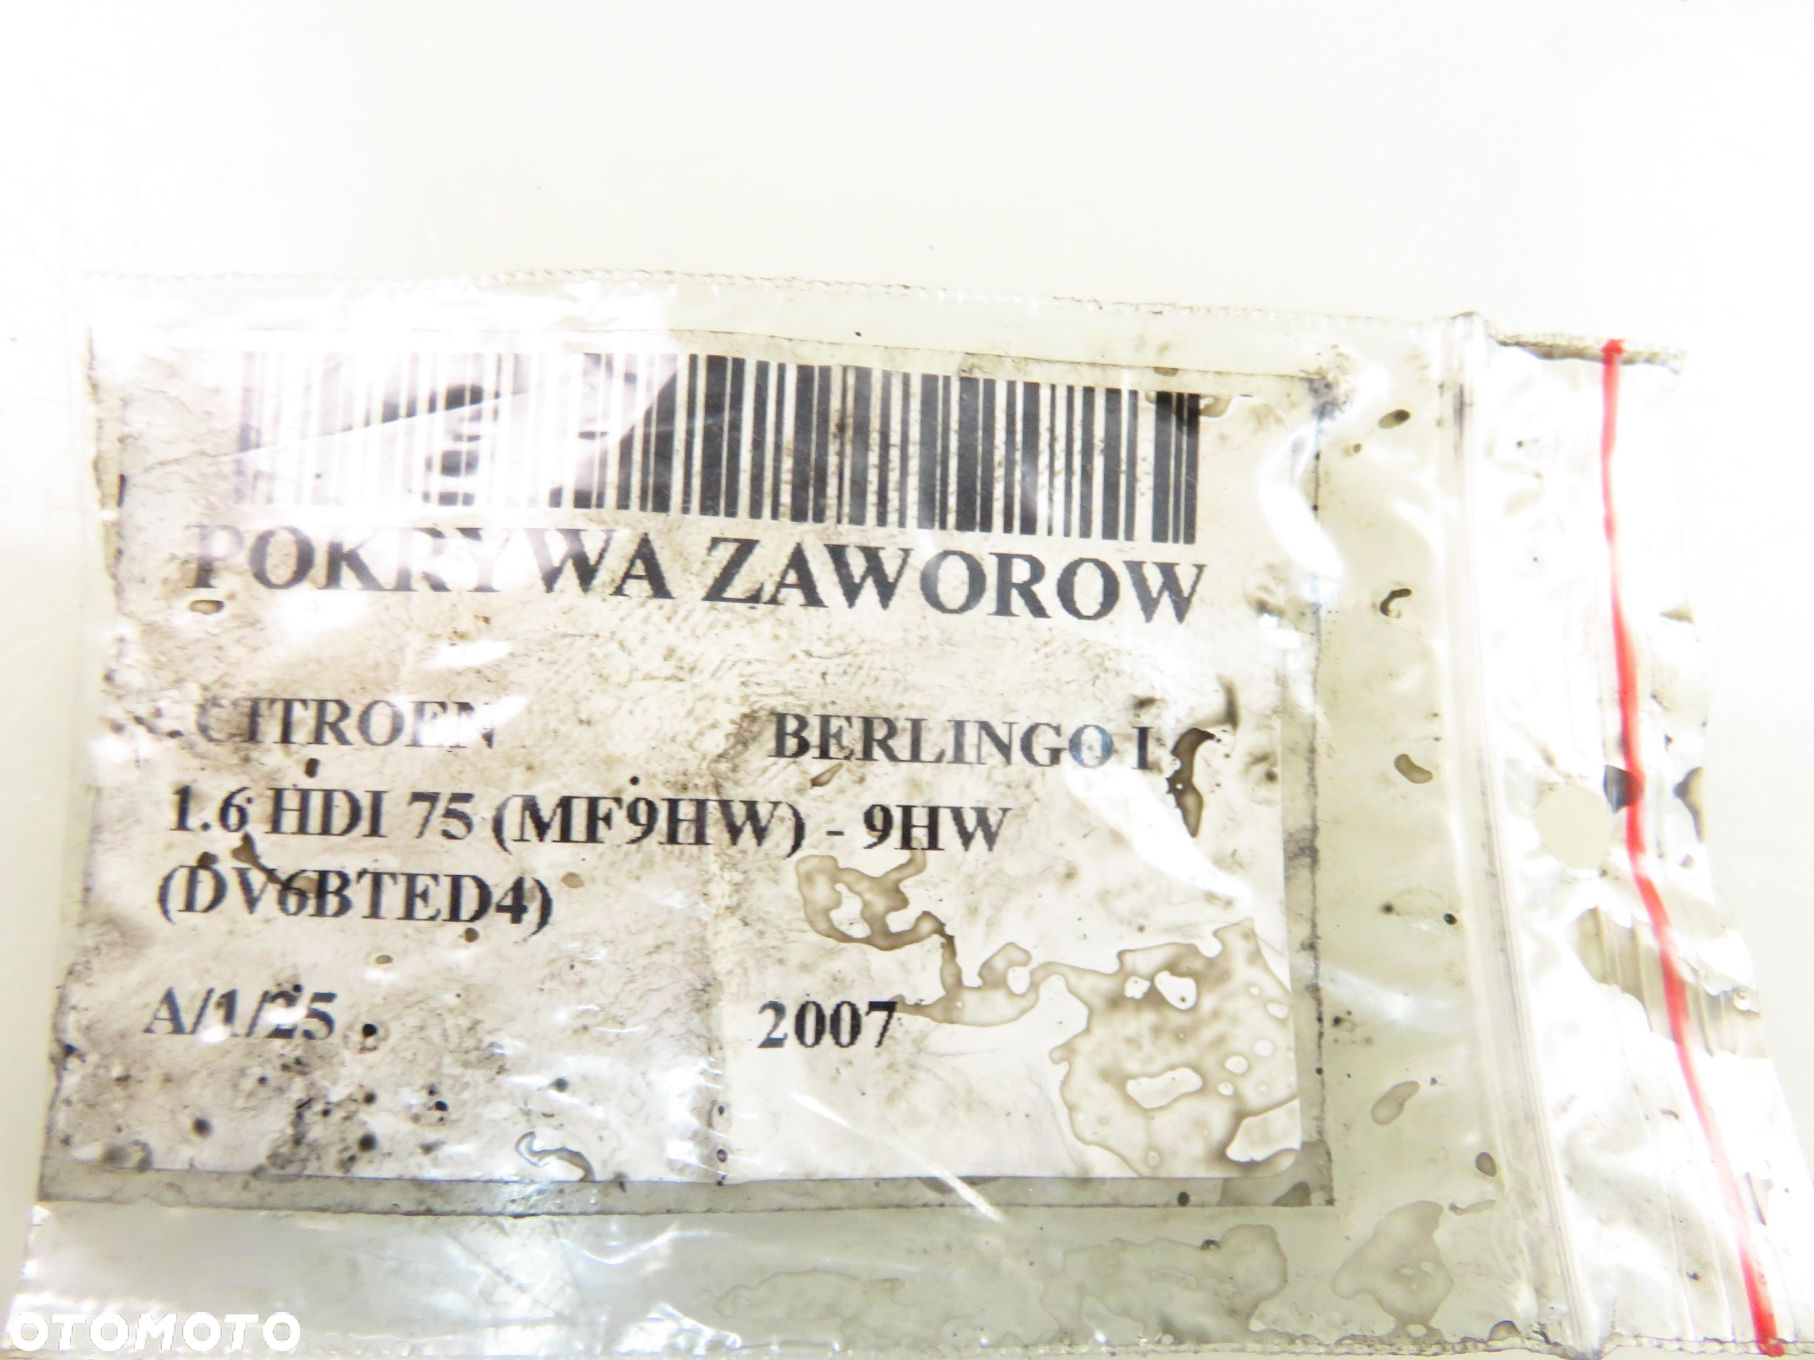 POKRYWA ZAWOROW
CITROEN BERLINGO I
1.6 HDI 75 (MF9HW) - 9HW
(DV6BTED4)
A/1/25 2007
OTOMOTO